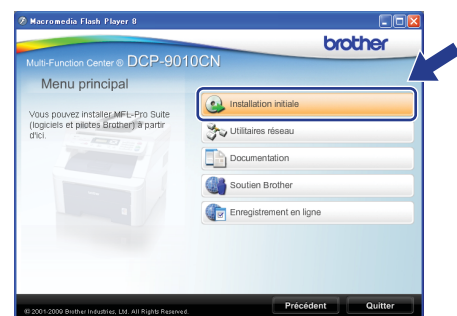 Macromedia Flash Player 8
brother
Multi-Function Center ® DCP-9010CN
Menu principal
Vous pouvez installer MFL-Pro Suite
(logiciels et pilotes Brother) à partir
d'ici.
Installation initiale
Utilitaires réseau
Documentation
Soutien Brother
Enregistrement en ligne
© 2001-2009 Brother Industries, Ltd. All Rights Reserved.
Précédent
Quitter